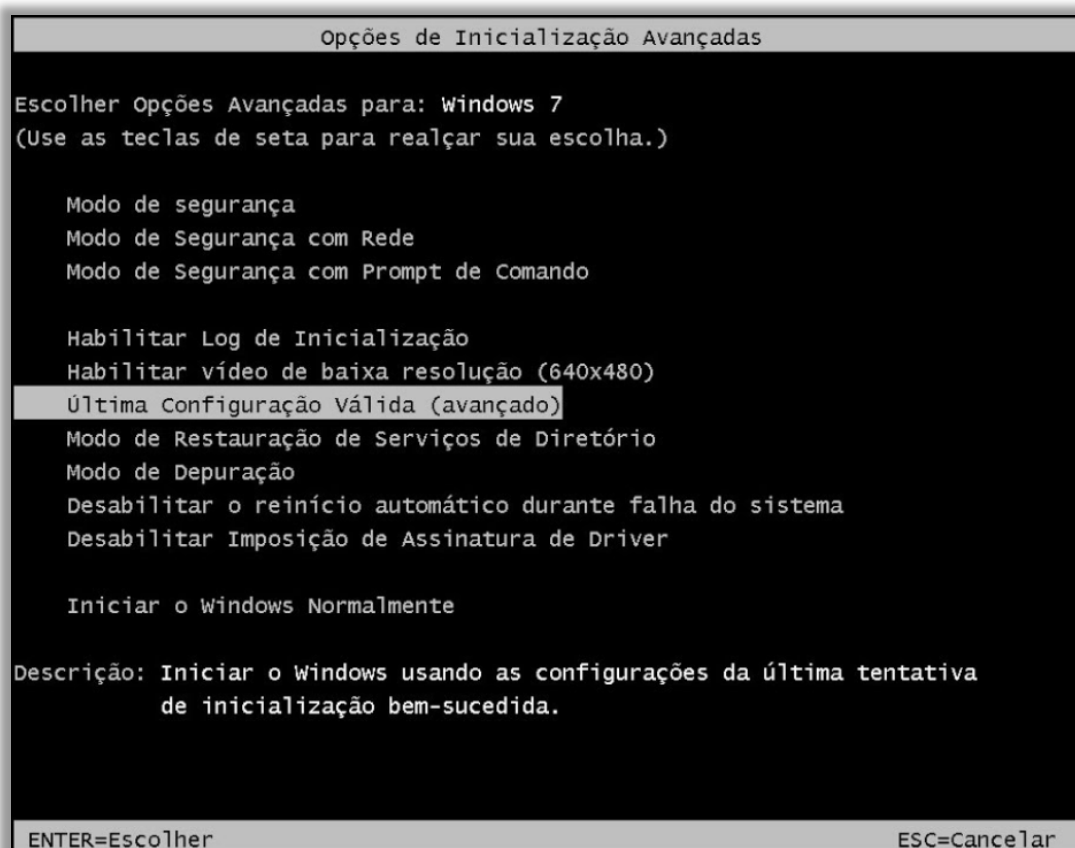 Opções de Inicialização Avançadas
Escolher Opções Avançadas para: Windows 7
(Use as teclas de seta para realçar sua escolha.)
Modo de segurança
Modo de Segurança com Rede
Modo de Segurança com Prompt de Comando
Habilitar Log de Inicialização
Habilitar vídeo de baixa resolução (640x480)
Última Configuração Válida (avançado)
Modo de Restauração de Serviços de Diretório
Modo de Depuração
Desabilitar o reinício automático durante falha do sistema
Desabilitar Imposição de Assinatura de Driver
Iniciar o Windows Normalmente
Descrição: Iniciar o Windows usando as configurações da última tentativa
de inicialização bem-sucedida.
ENTER=Escolher ESC=Cancelar